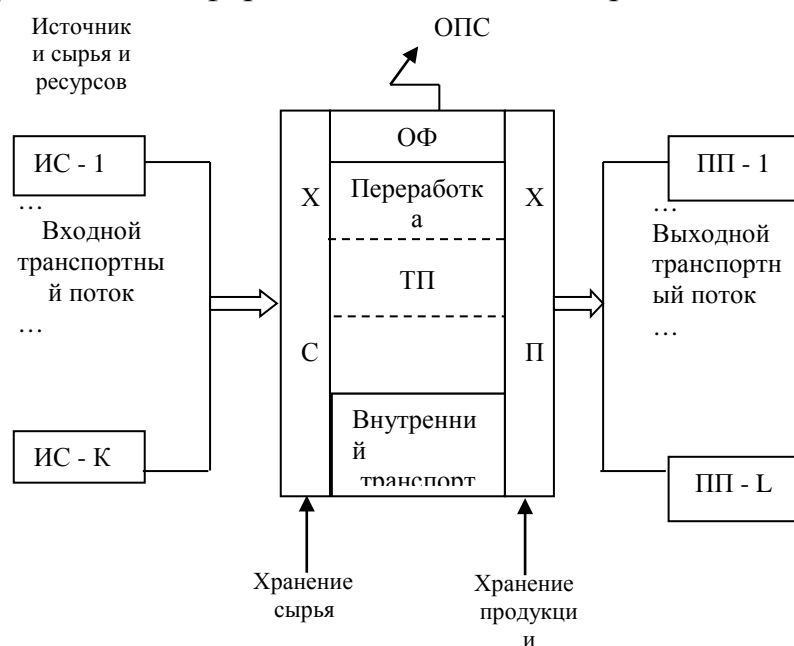 Источник
и сырья и
ресурсов
ОПС
ИС - 1
…
Входной
транспортны
й поток
…
ИС - К
Х
С
ОФ
Переработк
а
ТП
Внутренни
й
транспорт
Х
П
ПП - 1
…
Выходной
транспортн
ый поток
…
ПП - L
Хранение
сырья
Хранение
продукци
и